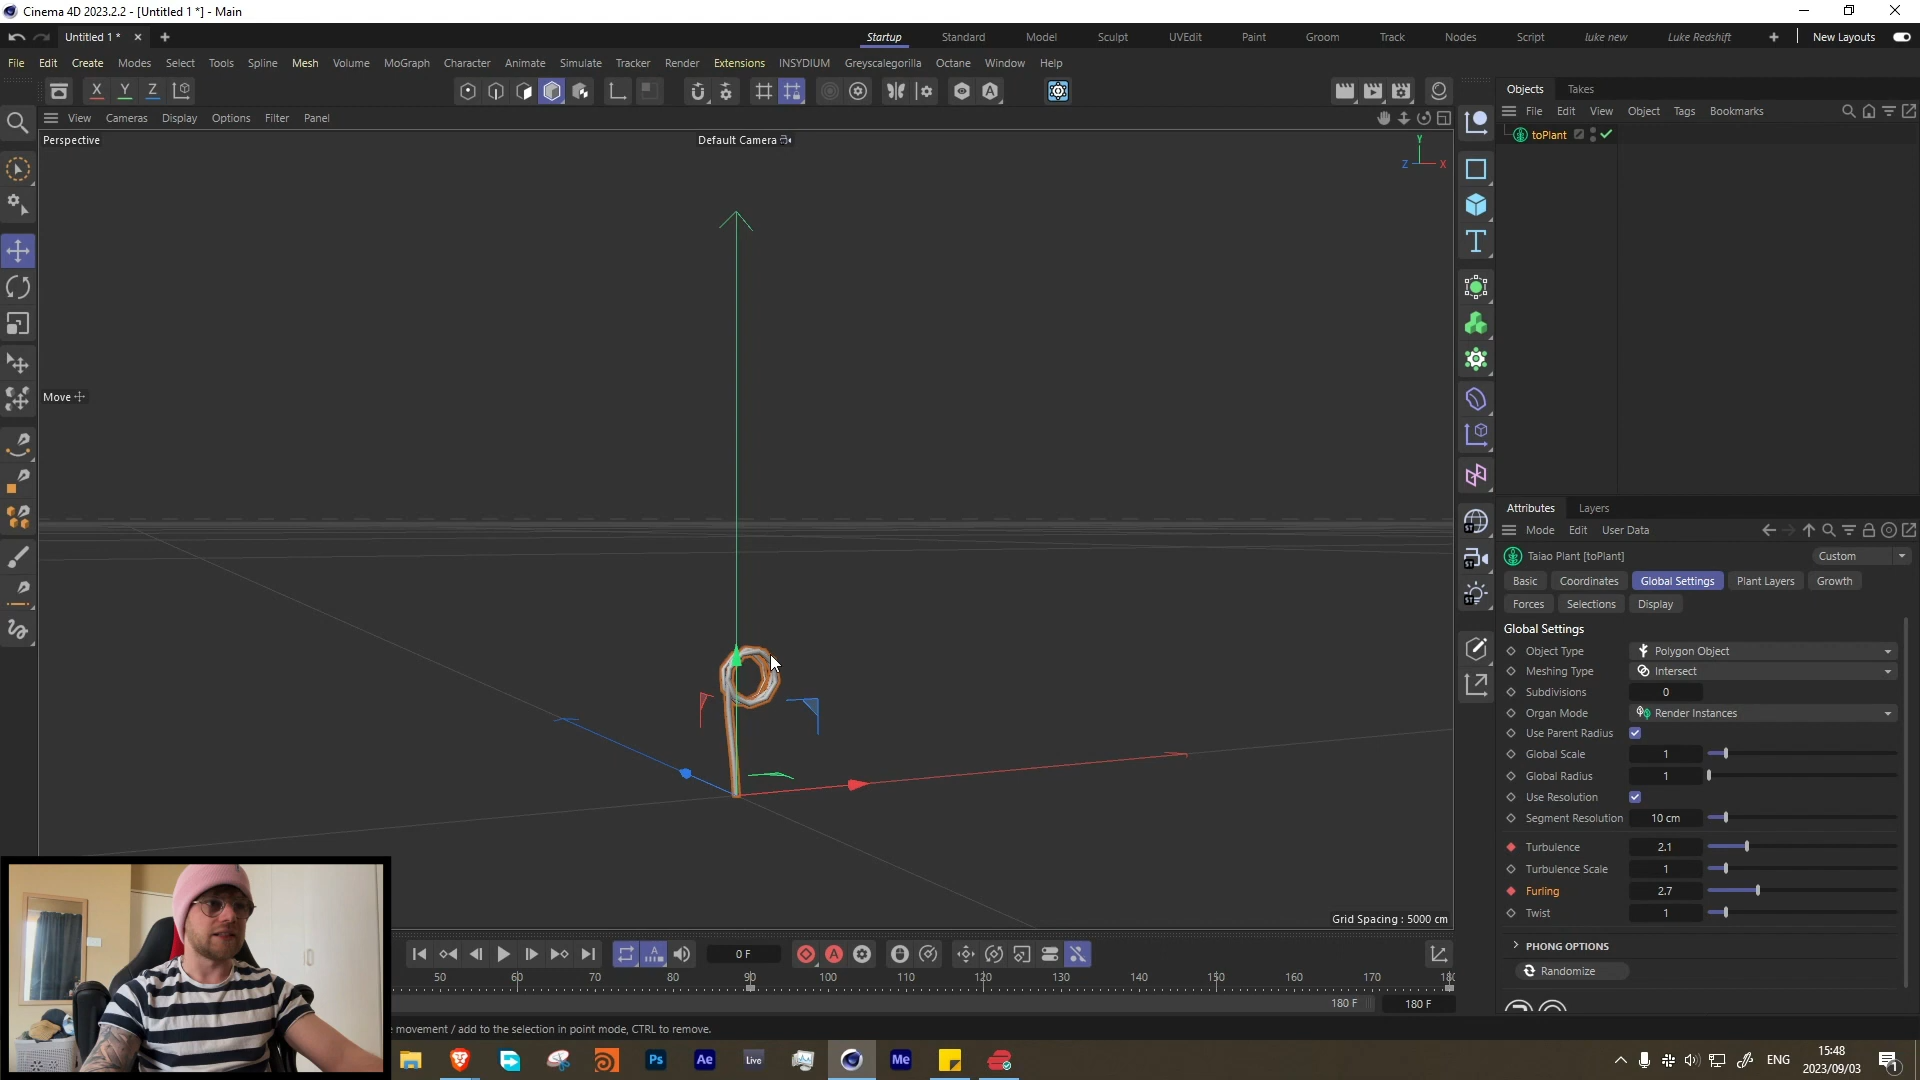 Cinema 4D 2023.2.2 - [Untitled 1 *] - Main
Untitled 1 *
Startup Standard Model Sculpt UVEdit Paint Groom Track Nodes Script luke new Luke Redshift New Layouts
File Edit Create Modes Select Tools Spline Mesh Volume MoGraph Character Animate Simulate Tracker Render Extensions INSYDIUM Greyscalegorilla Octane Window Help
X Y Z
Objects Takes
View Cameras Display Options Filter Panel
File Edit View Object Tags Bookmarks
Perspective
Default Camera
toPlant
Y
Z X
Move
Attributes Layers
Mode Edit User Data
Taiao Plant [toPlant]
Custom
Basic Coordinates Global Settings Plant Layers Growth
Forces Selections Display
Global Settings
Object Type Polygon Object
Meshing Type Intersect
Subdivisions 0
Organ Mode Render Instances
Use Parent Radius
Global Scale 1
Global Radius 1
Use Resolution
Segment Resolution 10 cm
Turbulence 2.1
Turbulence Scale 1
Furling 2.7
Twist 1
PHONG OPTIONS
Randomize
Grid Spacing : 5000 cm
0 F
50 60 70 80 90 100 110 120 130 140 150 160 170
180 F 180 F
movement / add to the selection in point mode, CTRL to remove.
Ps Ae Live Me
ENG
15:48
2023/09/03
1